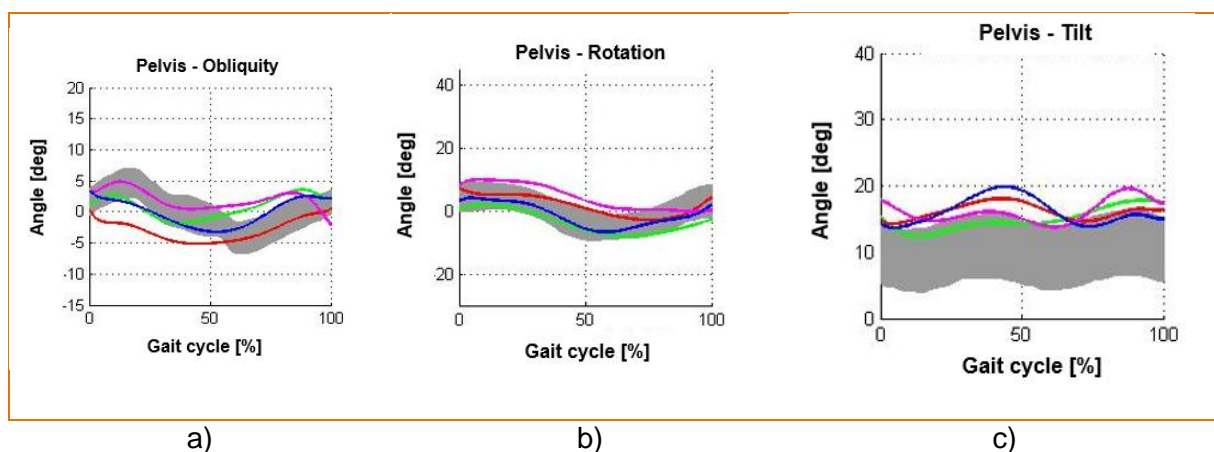 Pelvis - Obliquity
20
15
10
5
0
-5
-10
-15
Angle [deg]
0
50
100
Gait cycle [%]
Pelvis - Rotation
40
20
0
-20
Angle [deg]
0
50
100
Gait cycle [%]
Pelvis - Tilt
40
30
20
10
0
Angle [deg]
0
50
100
Gait cycle [%]
a)
b)
c)